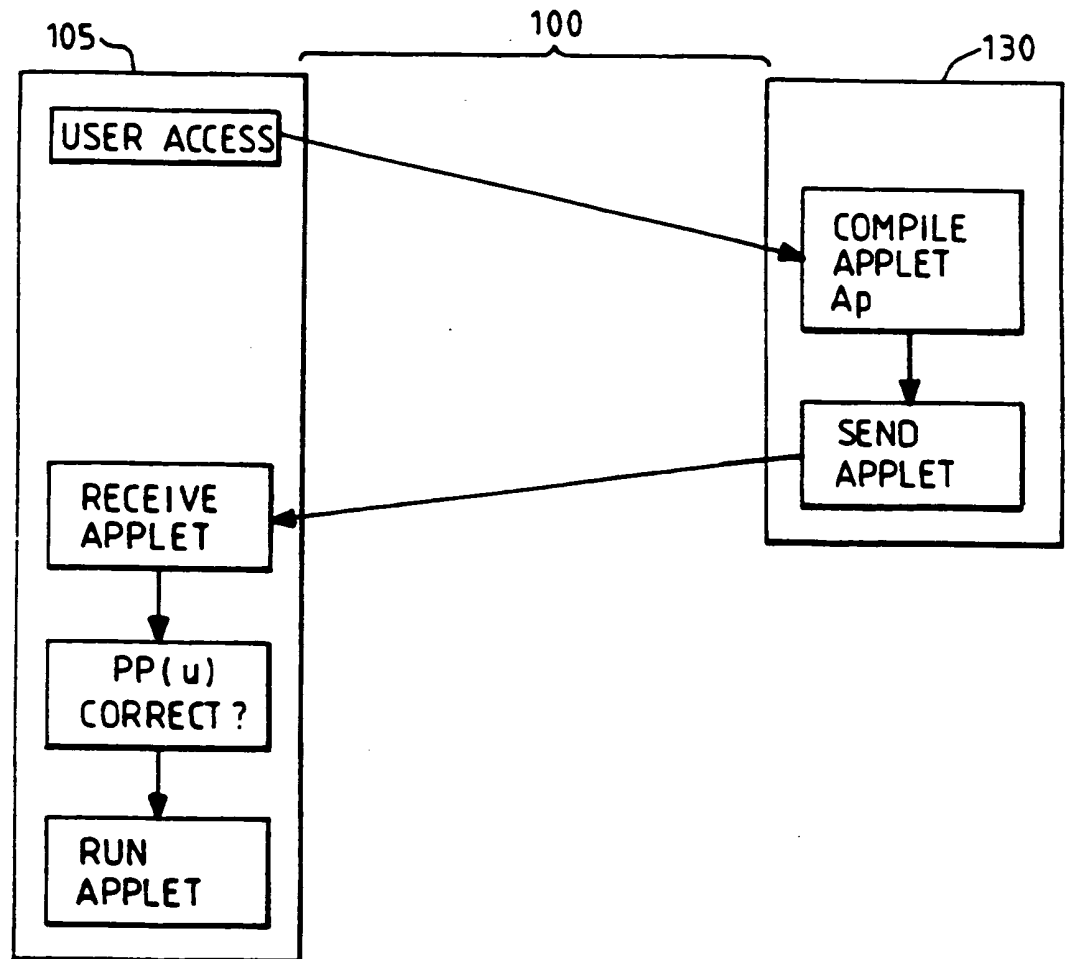 105
100
130
USER ACCESS
COMPILE
APPLET
Ap
SEND
APPLET
RECEIVE
APPLET
PP(u)
CORRECT?
RUN
APPLET